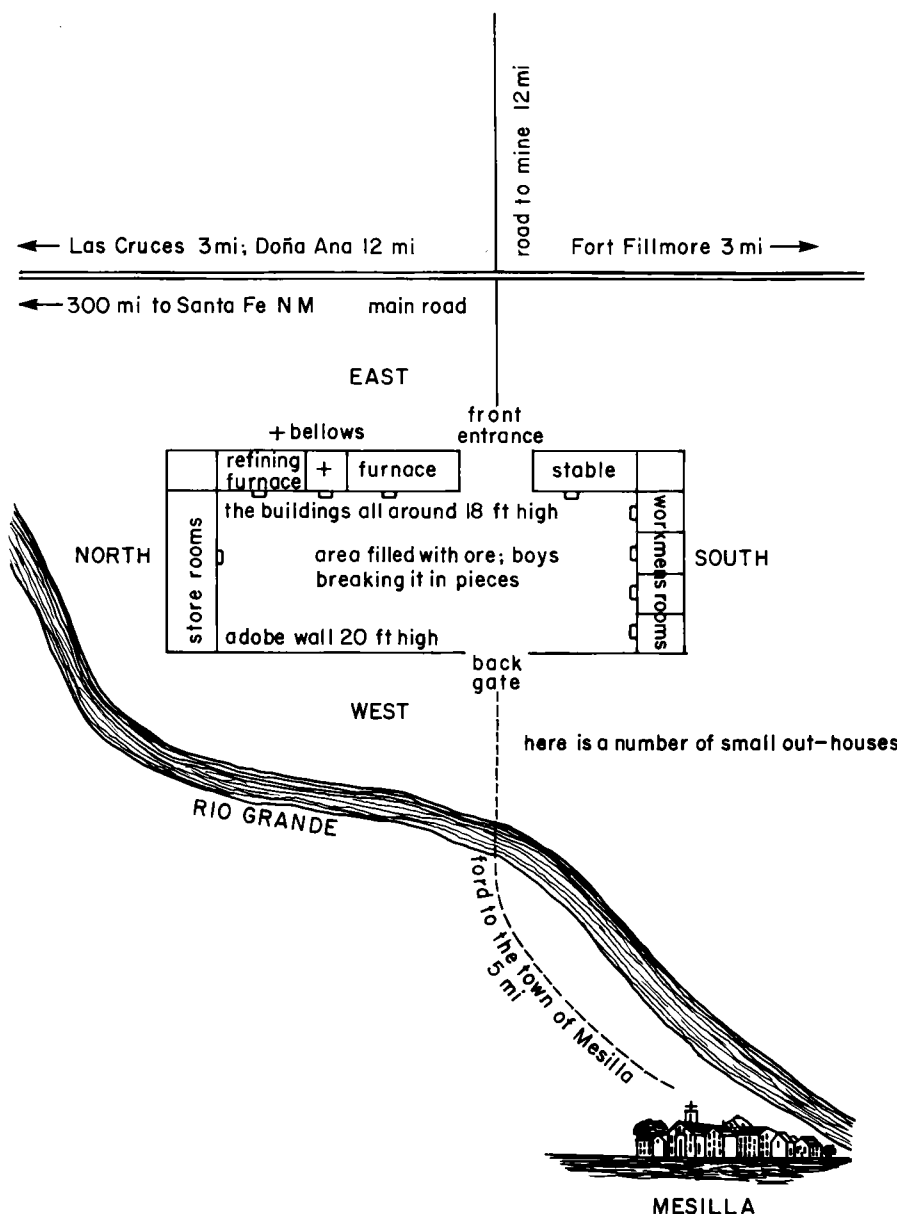 road to mine 12mi
← Las Cruces 3mi; Doña Ana 12 mi
Fort Fillmore 3 mi →
← 300 mi to Santa Fe N M
main road
EAST
front
entrance
+ bellows
refining
furnace
+
furnace
stable
the buildings all around 18 ft high
NORTH
store rooms
area filled with ore; boys
breaking it in pieces
workmens rooms
SOUTH
adobe wall 20 ft high
back
gate
WEST
here is a number of small out-houses
RIO GRANDE
ford to the town of Mesilla
5 mi
MESILLA